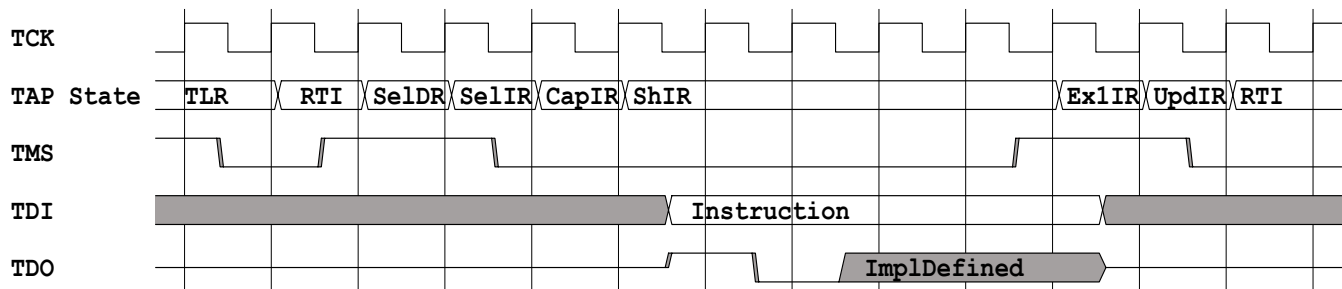 TCK
TAP State TLR RTI SelDR SelIR CapIR ShIR Ex1IR UpdIR RTI
TMS
TDI Instruction
TDO ImplDefined